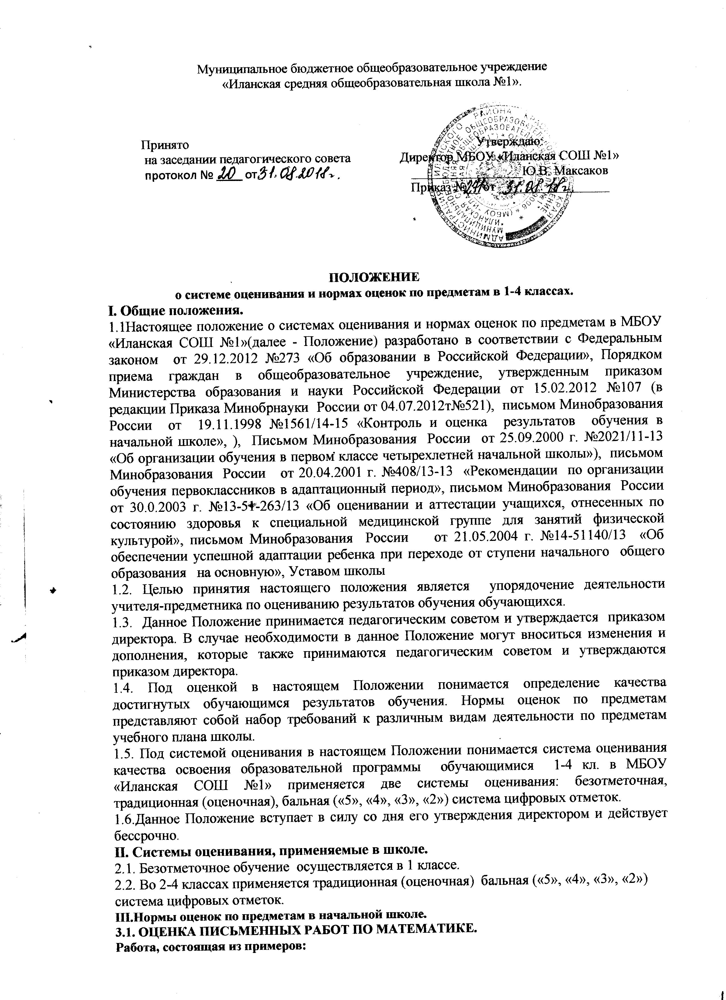 Муниципальное бюджетное общеобразовательное учреждение
«Иланская средняя общеобразовательная школа №1».
Принято
на заседании педагогического совета
протокол № 20 от 31.08.2018г.
Утверждаю:
Директор МБОУ «Иланская СОШ №1»
Ю.В. Максаков
Приказ № от 31.08.18г.
ПОЛОЖЕНИЕ
о системе оценивания и нормах оценок по предметам в 1-4 классах.
I. Общие положения.
1.1Настоящее положение о системах оценивания и нормах оценок по предметам в МБОУ
«Иланская СОШ №1»(далее - Положение) разработано в соответствии с Федеральным
законом от 29.12.2012 №273 «Об образовании в Российской Федерации», Порядком
приема граждан в общеобразовательное учреждение, утвержденным приказом
Министерства образования и науки Российской Федерации от 15.02.2012 №107 (в
редакции Приказа Минобрнауки России от 04.07.2012т№521), письмом Минобразования
России от 19.11.1998 №1561/14-15 «Контроль и оценка результатов обучения в
начальной школе», ), Письмом Минобразования России от 25.09.2000 г. №2021/11-13
«Об организации обучения в первом классе четырехлетней начальной школы»), письмом
Минобразования России от 20.04.2001 г. №408/13-13 «Рекомендации по организации
обучения первоклассников в адаптационный период», письмом Минобразования России
от 30.0.2003 г. №13-51-263/13 «Об оценивании и аттестации учащихся, отнесенных по
состоянию здоровья к специальной медицинской группе для занятий физической
культурой», письмом Минобразования России от 21.05.2004 г. №14-51140/13 «Об
обеспечении успешной адаптации ребенка при переходе от ступени начального общего
образования на основную», Уставом школы
1.2. Целью принятия настоящего положения является упорядочение деятельности
учителя-предметника по оцениванию результатов обучения обучающихся.
1.3. Данное Положение принимается педагогическим советом и утверждается приказом
директора. В случае необходимости в данное Положение могут вноситься изменения и
дополнения, которые также принимаются педагогическим советом и утверждаются
приказом директора.
1.4. Под оценкой в настоящем Положении понимается определение качества
достигнутых обучающимся результатов обучения. Нормы оценок по предметам
представляют собой набор требований к различным видам деятельности по предметам
учебного плана школы.
1.5. Под системой оценивания в настоящем Положении понимается система оценивания
качества освоения образовательной программы обучающимися 1-4 кл. в МБОУ
«Иланская СОШ №1» применяется две системы оценивания: безотметочная,
традиционная (оценочная), бальная («5», «4», «3», «2») система цифровых отметок.
1.6.Данное Положение вступает в силу со дня его утверждения директором и действует
бессрочно.
II. Системы оценивания, применяемые в школе.
2.1. Безотметочное обучение осуществляется в 1 классе.
2.2. Во 2-4 классах применяется традиционная (оценочная) бальная («5», «4», «3», «2»)
система цифровых отметок.
III.Нормы оценок по предметам в начальной школе.
3.1. ОЦЕНКА ПИСЬМЕННЫХ РАБОТ ПО МАТЕМАТИКЕ.
Работа, состоящая из примеров: